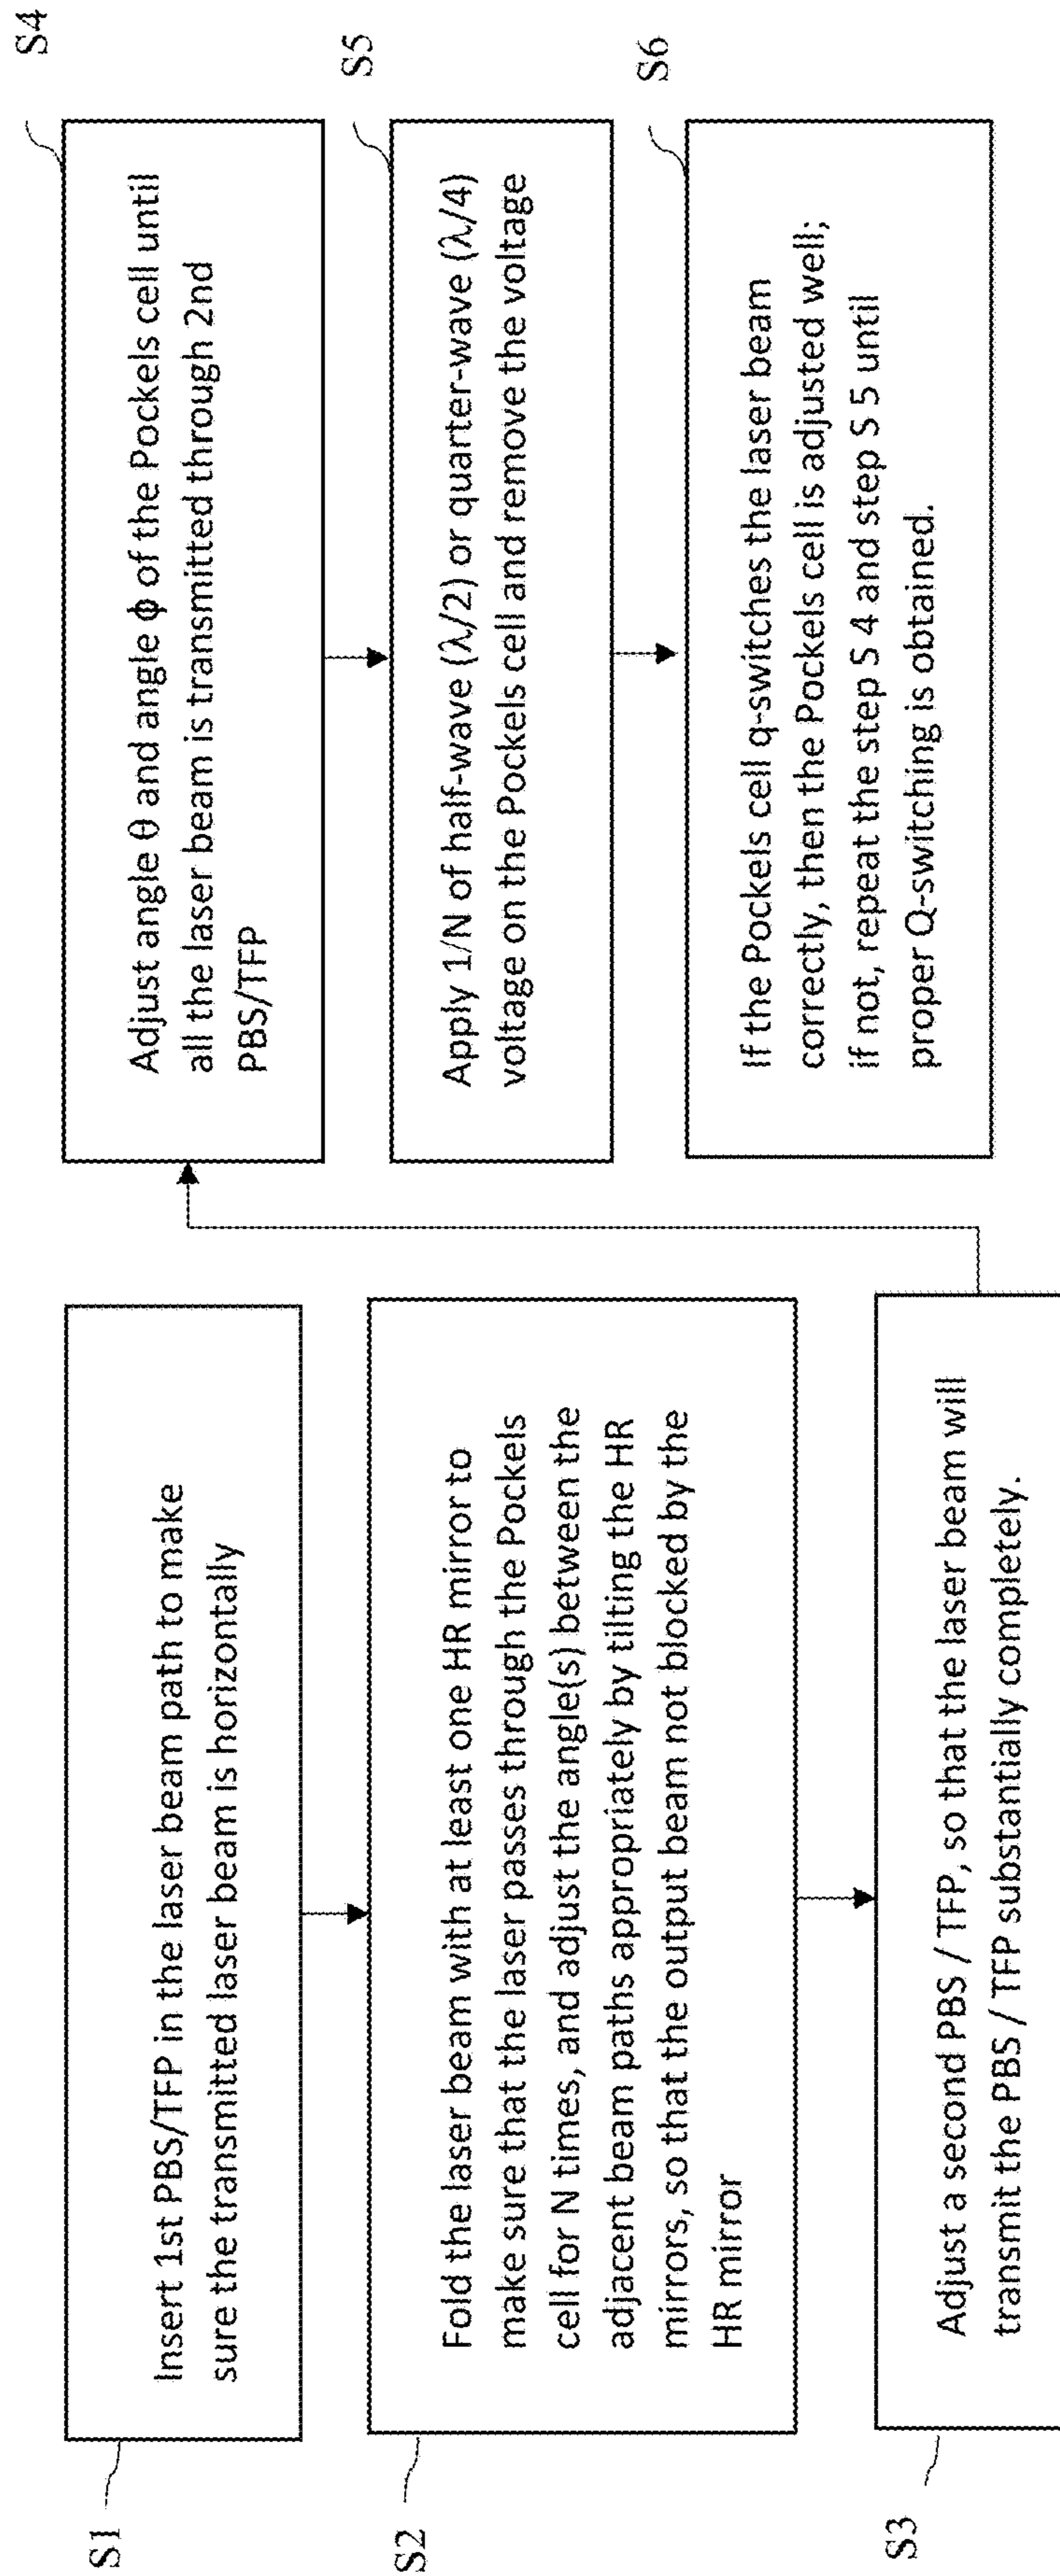 S1
Insert 1st PBS/TFP in the laser beam path to make
sure the transmitted laser beam is horizontally
S2
Fold the laser beam with at least one HR mirror to
make sure that the laser passes through the Pockels
cell for N times, and adjust the angle(s) between the
adjacent beam paths appropriately by tilting the HR
mirrors, so that the output beam not blocked by the
HR mirror
S3
Adjust a second PBS / TFP, so that the laser beam will
transmit the PBS / TFP substantially completely.
S4
Adjust angle θ and angle ϕ of the Pockels cell until
all the laser beam is transmitted through 2nd
PBS/TFP
S5
Apply 1/N of half-wave (λ/2) or quarter-wave (λ/4)
voltage on the Pockels cell and remove the voltage
S6
If the Pockels cell q-switches the laser beam
correctly, then the Pockels cell is adjusted well;
if not, repeat the step S 4 and step S 5 until
proper Q-switching is obtained.